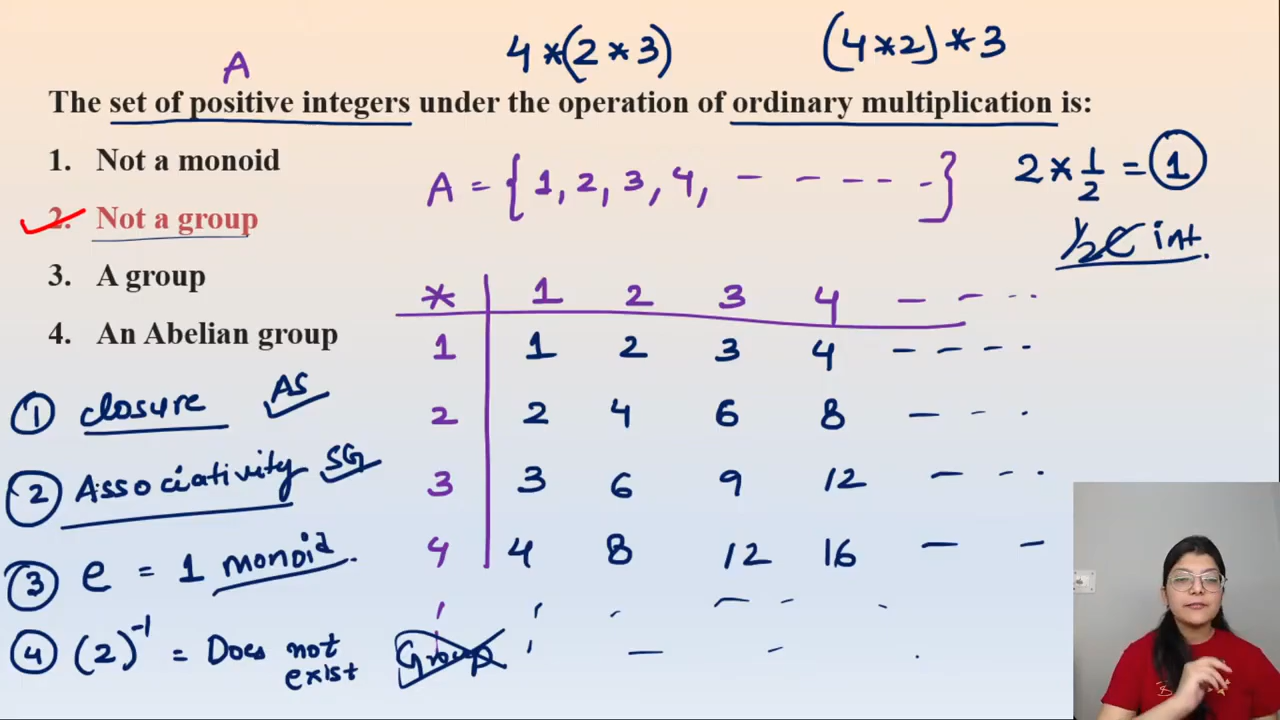 A
4 * (2 * 3) (4 * 2) * 3
The set of positive integers under the operation of ordinary multiplication is:
1. Not a monoid
2. Not a group
3. A group
4. An Abelian group
A = { 1, 2, 3, 4, - - - - - - }
2 * 1/2 = 1
1/2 ∉ int.
* | 1 2 3 4 - - - -
1 | 1 2 3 4 - - - -
2 | 2 4 6 8 - - -
3 | 3 6 9 12 - - -
4 | 4 8 12 16 - -
① closure AS
② Associativity SG
③ e = 1 monoid.
④ (2)⁻¹ = Does not exist Group